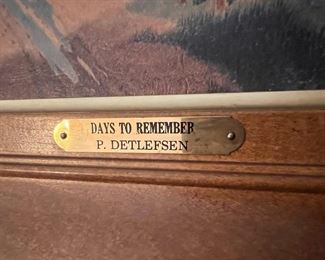 DAYS TO REMEMBER
P. DETLEFSEN